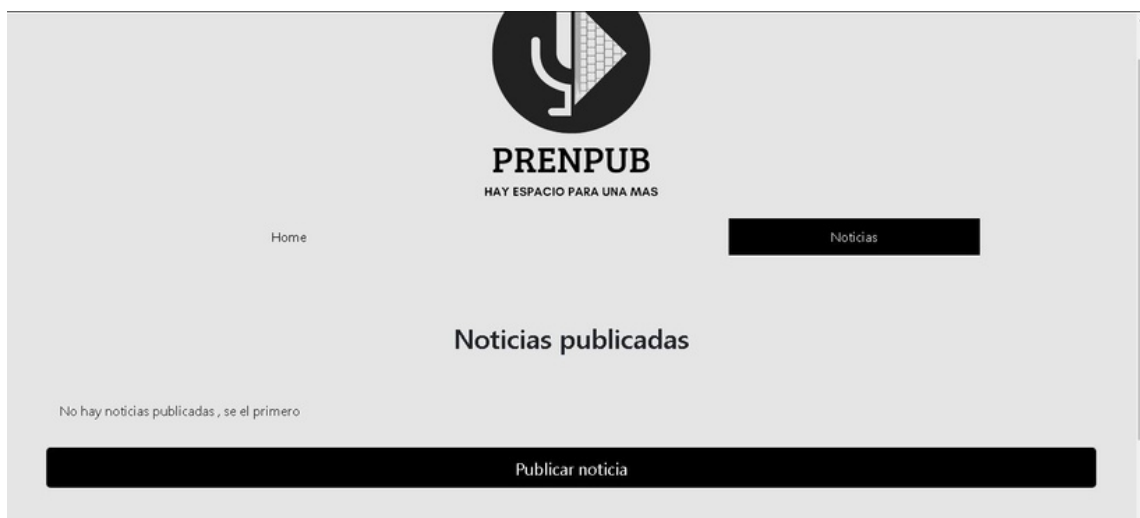 PRENPUB
HAY ESPACIO PARA UNA MAS
Home
Noticias
Noticias publicadas
No hay noticias publicadas , se el primero
Publicar noticia